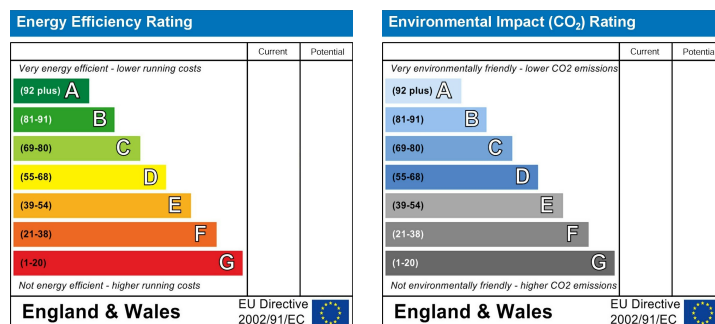 Energy Efficiency Rating
Current Potential
Very energy efficient - lower running costs
(92 plus) A
(81-91) B
(69-80) C
(55-68) D
(39-54) E
(21-38) F
(1-20) G
Not energy efficient - higher running costs
England & Wales
EU Directive
2002/91/EC
Environmental Impact (CO₂) Rating
Current Potential
Very environmentally friendly - lower CO2 emissions
(92 plus) A
(81-91) B
(69-80) C
(55-68) D
(39-54) E
(21-38) F
(1-20) G
Not environmentally friendly - higher CO2 emissions
England & Wales
EU Directive
2002/91/EC